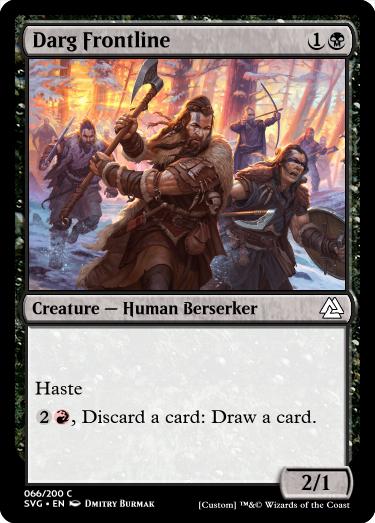 Darg Frontline 1
Creature — Human Berserker
Haste
2, Discard a card: Draw a card.
2/1
066/200 C
SVG • EN Dmitry Burmak
[Custom] ™&© Wizards of the Coast